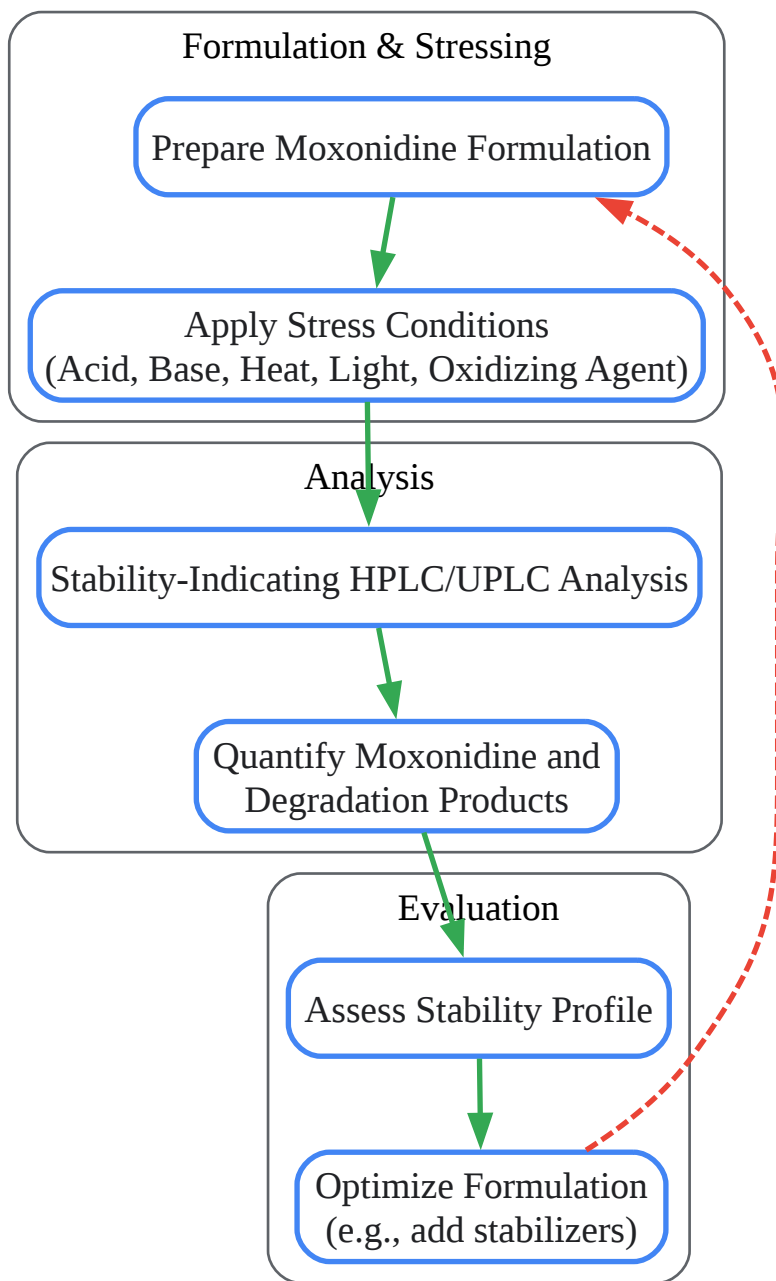 Formulation & Stressing
Prepare Moxonidine Formulation
Apply Stress Conditions
(Acid, Base, Heat, Light, Oxidizing Agent)
Analysis
Stability-Indicating HPLC/UPLC Analysis
Quantify Moxonidine and
Degradation Products
Evaluation
Assess Stability Profile
Optimize Formulation
(e.g., add stabilizers)